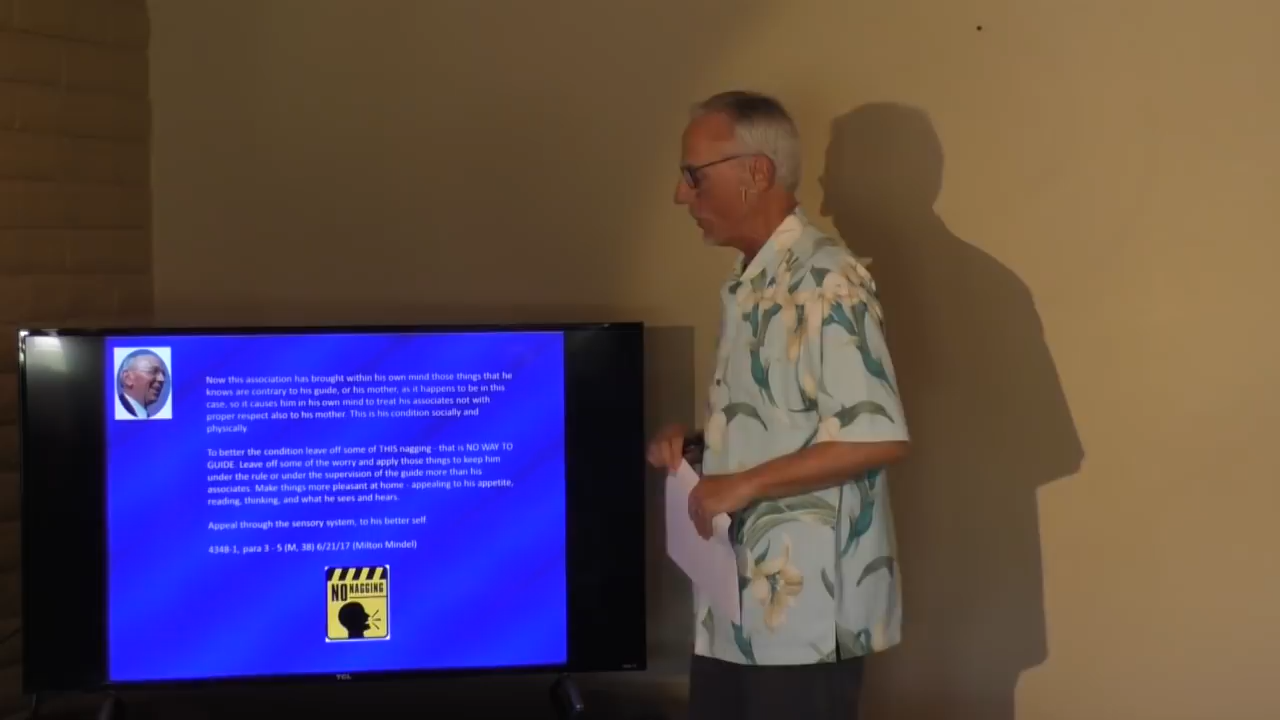 Now this association has brought within his own mind those things that he
knows are contrary to his guide, or his mother, as it happens to be in this
case, so it causes him in his own mind to treat his associates not with
proper respect also to his mother. This is his condition socially and
physically.
To better the condition leave off some of THIS nagging - that is NO WAY TO
GUIDE. Leave off some of the worry and apply those things to keep him
under the rule or under the supervision of the guide more than his
associates. Make things more pleasant at home - appealing to his appetite,
reading, thinking, and what he sees and hears.
Appeal through the sensory system, to his better self.
4348-1, para 3 - 5 (M, 38) 6/21/17 (Milton Mindel)
NO NAGGING
TCL